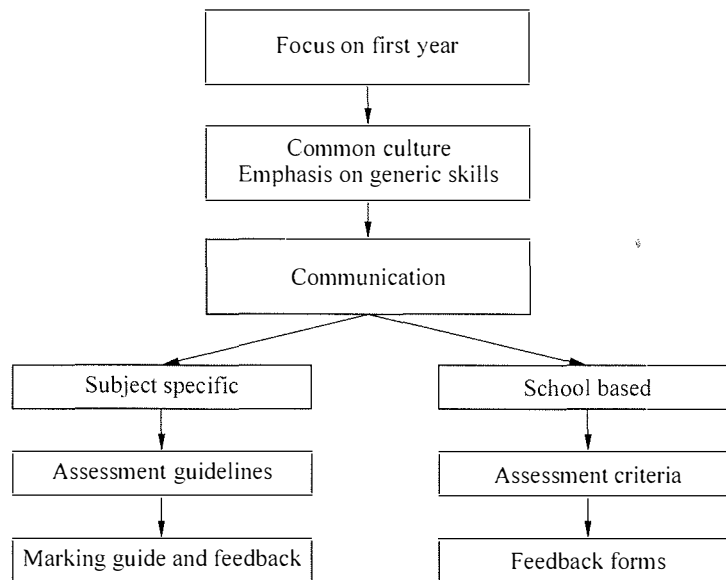 Focus on first year
Common culture
Emphasis on generic skills
Communication
Subject specific
School based
Assessment guidelines
Assessment criteria
Marking guide and feedback
Feedback forms